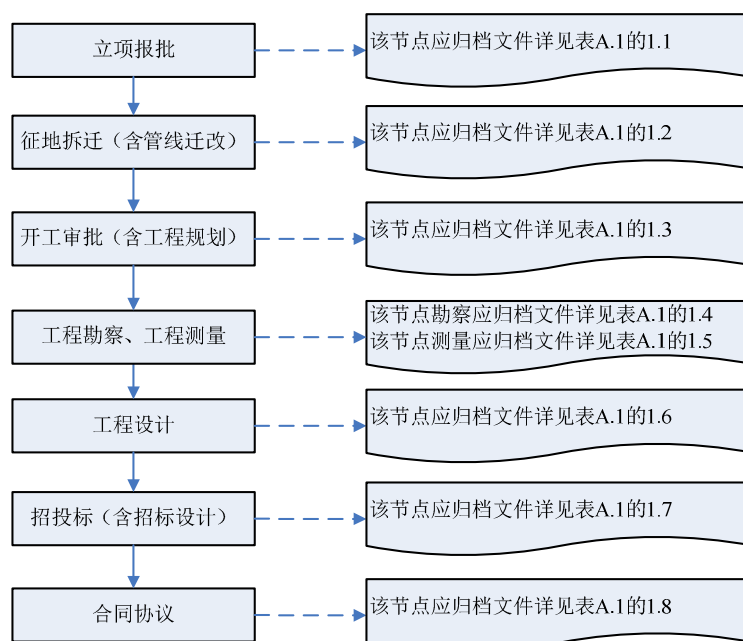 立项报批
该节点应归档文件详见表A.1的1.1
征地拆迁（含管线迁改）
该节点应归档文件详见表A.1的1.2
开工审批（含工程规划）
该节点应归档文件详见表A.1的1.3
工程勘察、工程测量
该节点勘察应归档文件详见表A.1的1.4
该节点测量应归档文件详见表A.1的1.5
工程设计
该节点应归档文件详见表A.1的1.6
招投标（含招标设计）
该节点应归档文件详见表A.1的1.7
合同协议
该节点应归档文件详见表A.1的1.8